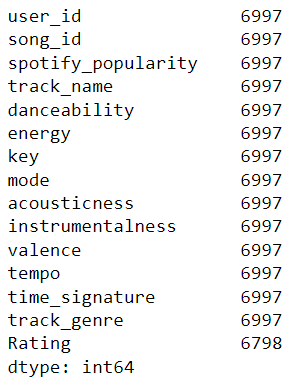 user_id 6997
song_id 6997
spotify_popularity 6997
track_name 6997
danceability 6997
energy 6997
key 6997
mode 6997
acousticness 6997
instrumentalness 6997
valence 6997
tempo 6997
time_signature 6997
track_genre 6997
Rating 6798
dtype: int64